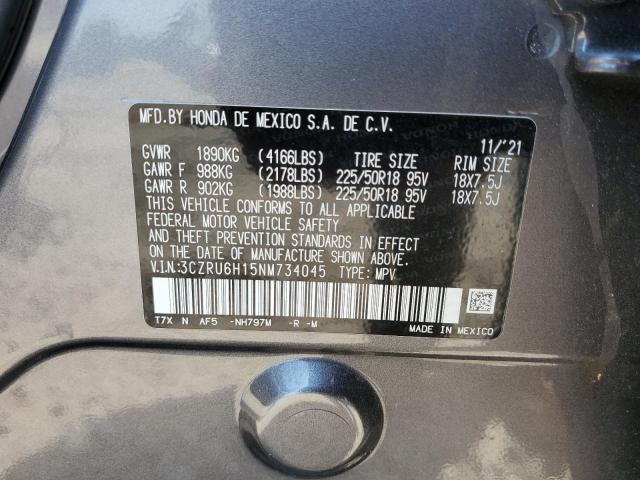 MFD.BY HONDA DE MEXICO S.A. DE C.V.
11/'21
GVWR 1890KG (4166LBS) TIRE SIZE RIM SIZE
GAWR F 988KG (2178LBS) 225/50R18 95V 18X7.5J
GAWR R 902KG (1988LBS) 225/50R18 95V 18X7.5J
THIS VEHICLE CONFORMS TO ALL APPLICABLE
FEDERAL MOTOR VEHICLE SAFETY
AND THEFT PREVENTION STANDARDS IN EFFECT
ON THE DATE OF MANUFACTURE SHOWN ABOVE.
V.I.N.:3CZRU6H15NM734045 TYPE: MPV
T7X N AF5 -NH797M -R -M
MADE IN MEXICO